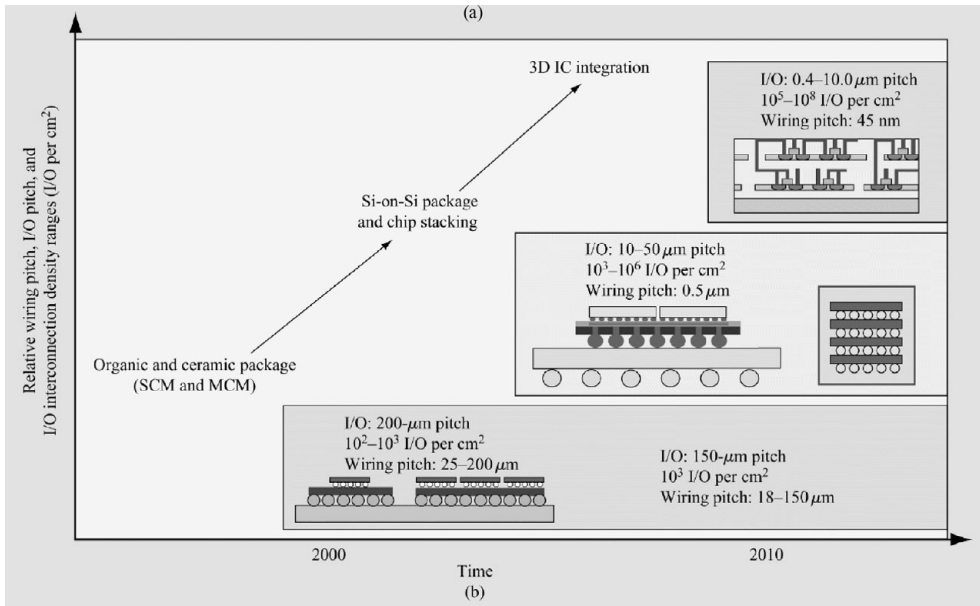 (a)
Relative wiring pitch, I/O pitch, and
I/O interconnection density ranges (I/O per cm²)
3D IC integration
I/O: 0.4–10.0 μm pitch
10⁵–10⁸ I/O per cm²
Wiring pitch: 45 nm
Si-on-Si package
and chip stacking
I/O: 10–50 μm pitch
10³–10⁶ I/O per cm²
Wiring pitch: 0.5 μm
Organic and ceramic package
(SCM and MCM)
I/O: 200-μm pitch
10²–10³ I/O per cm²
Wiring pitch: 25–200 μm
I/O: 150-μm pitch
10³ I/O per cm²
Wiring pitch: 18–150 μm
2000
2010
Time
(b)